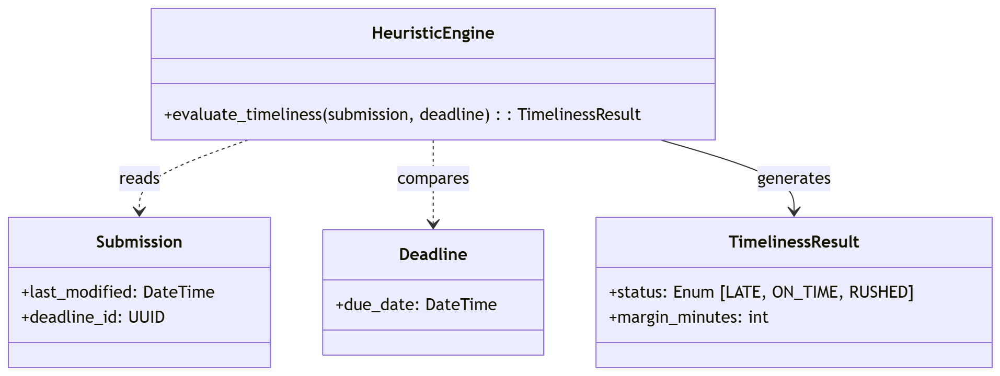 HeuristicEngine
+evaluate_timeliness(submission, deadline) : : TimelinessResult
reads
compares
generates
Submission
+last_modified: DateTime
+deadline_id: UUID
Deadline
+due_date: DateTime
TimelinessResult
+status: Enum [LATE, ON_TIME, RUSHED]
+margin_minutes: int